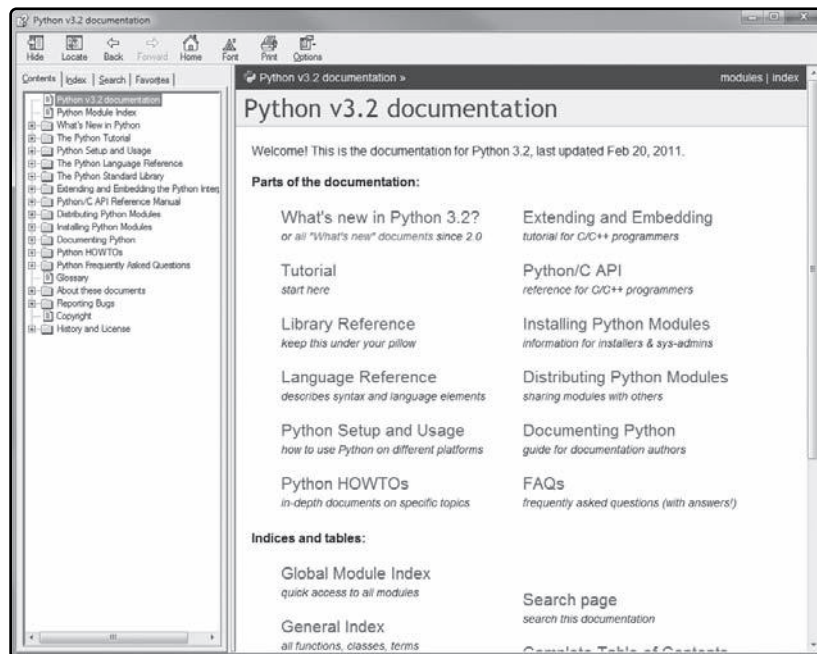 Python v3.2 documentation
Hide Locate Back Forward Home Font Print Options
Contents Index Search Favorites
Python v3.2 documentation
Python Module Index
What's New in Python
The Python Tutorial
Python Setup and Usage
The Python Language Reference
The Python Standard Library
Extending and Embedding the Python Interp
Python/C API Reference Manual
Distributing Python Modules
Installing Python Modules
Documenting Python
Python HOWTOs
Python Frequently Asked Questions
Glossary
About these documents
Reporting Bugs
Copyright
History and License
Python v3.2 documentation »
modules | index
Python v3.2 documentation
Welcome! This is the documentation for Python 3.2, last updated Feb 20, 2011.
Parts of the documentation:
What's new in Python 3.2?
or all "What's new" documents since 2.0
Tutorial
start here
Library Reference
keep this under your pillow
Language Reference
describes syntax and language elements
Python Setup and Usage
how to use Python on different platforms
Python HOWTOs
in-depth documents on specific topics
Extending and Embedding
tutorial for C/C++ programmers
Python/C API
reference for C/C++ programmers
Installing Python Modules
information for installers & sys-admins
Distributing Python Modules
sharing modules with others
Documenting Python
guide for documentation authors
FAQs
frequently asked questions (with answers!)
Indices and tables:
Global Module Index
quick access to all modules
General Index
all functions, classes, terms
Search page
search this documentation
Complete Table of Contents